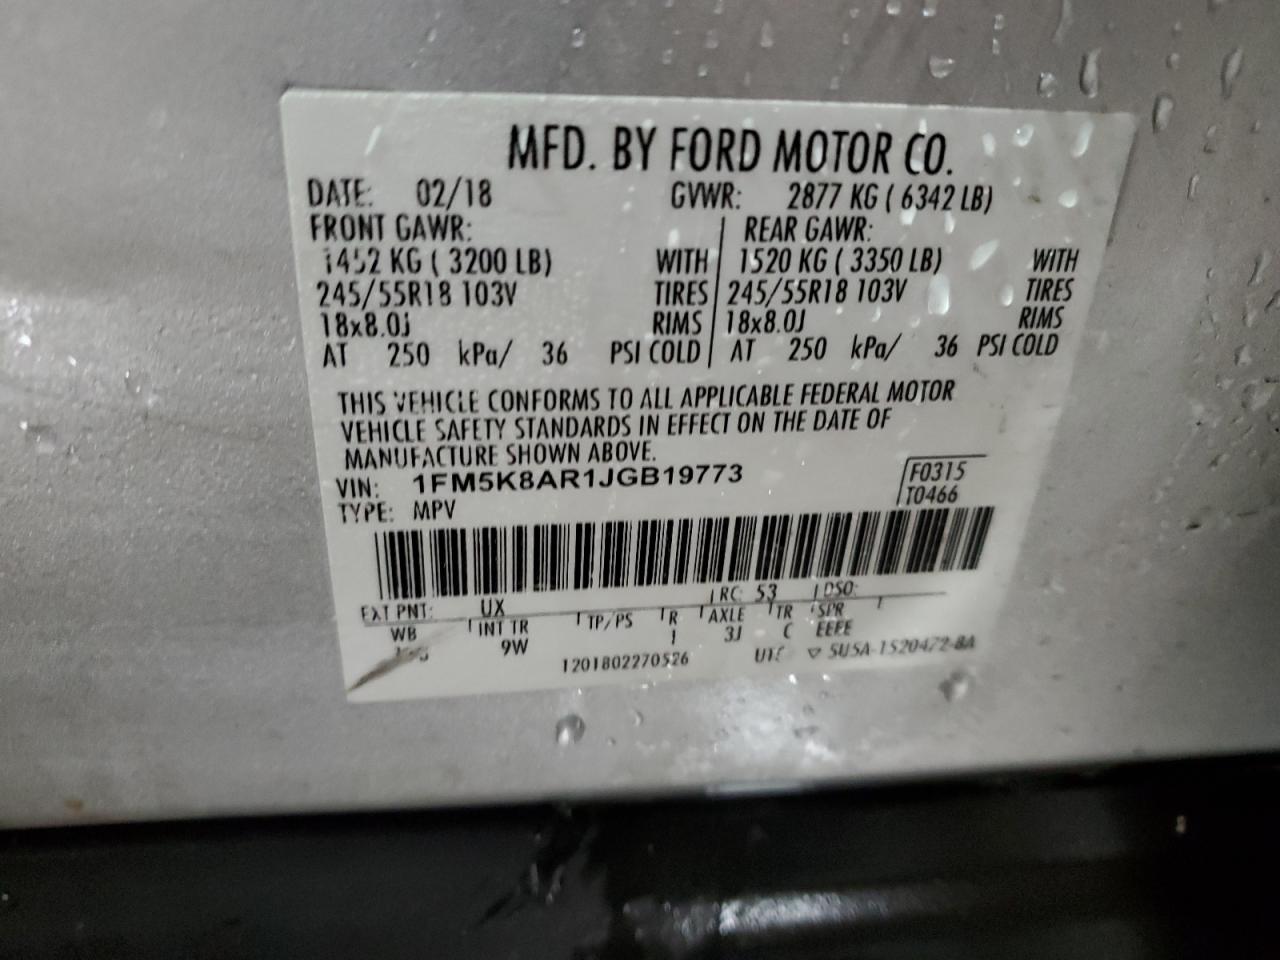 MFD. BY FORD MOTOR CO.
DATE: 02/18 GVWR: 2877 KG ( 6342 LB)
FRONT GAWR: REAR GAWR:
1452 KG ( 3200 LB) WITH 1520 KG ( 3350 LB) WITH
245/55R18 103V TIRES 245/55R18 103V TIRES
18x8.0J RIMS 18x8.0J RIMS
AT 250 kPa/ 36 PSI COLD AT 250 kPa/ 36 PSI COLD
THIS VEHICLE CONFORMS TO ALL APPLICABLE FEDERAL MOTOR
VEHICLE SAFETY STANDARDS IN EFFECT ON THE DATE OF
MANUFACTURE SHOWN ABOVE.
VIN: 1FM5K8AR1JGB19773 F0315
TYPE: MPV T0466
EXT PNT: UX RC: 53 DSO:
WB INT TR TP/PS R AXLE TR SPR
9W 1 3J C EEEE
1201802270526 ▽ 5U5A-1520472-BA